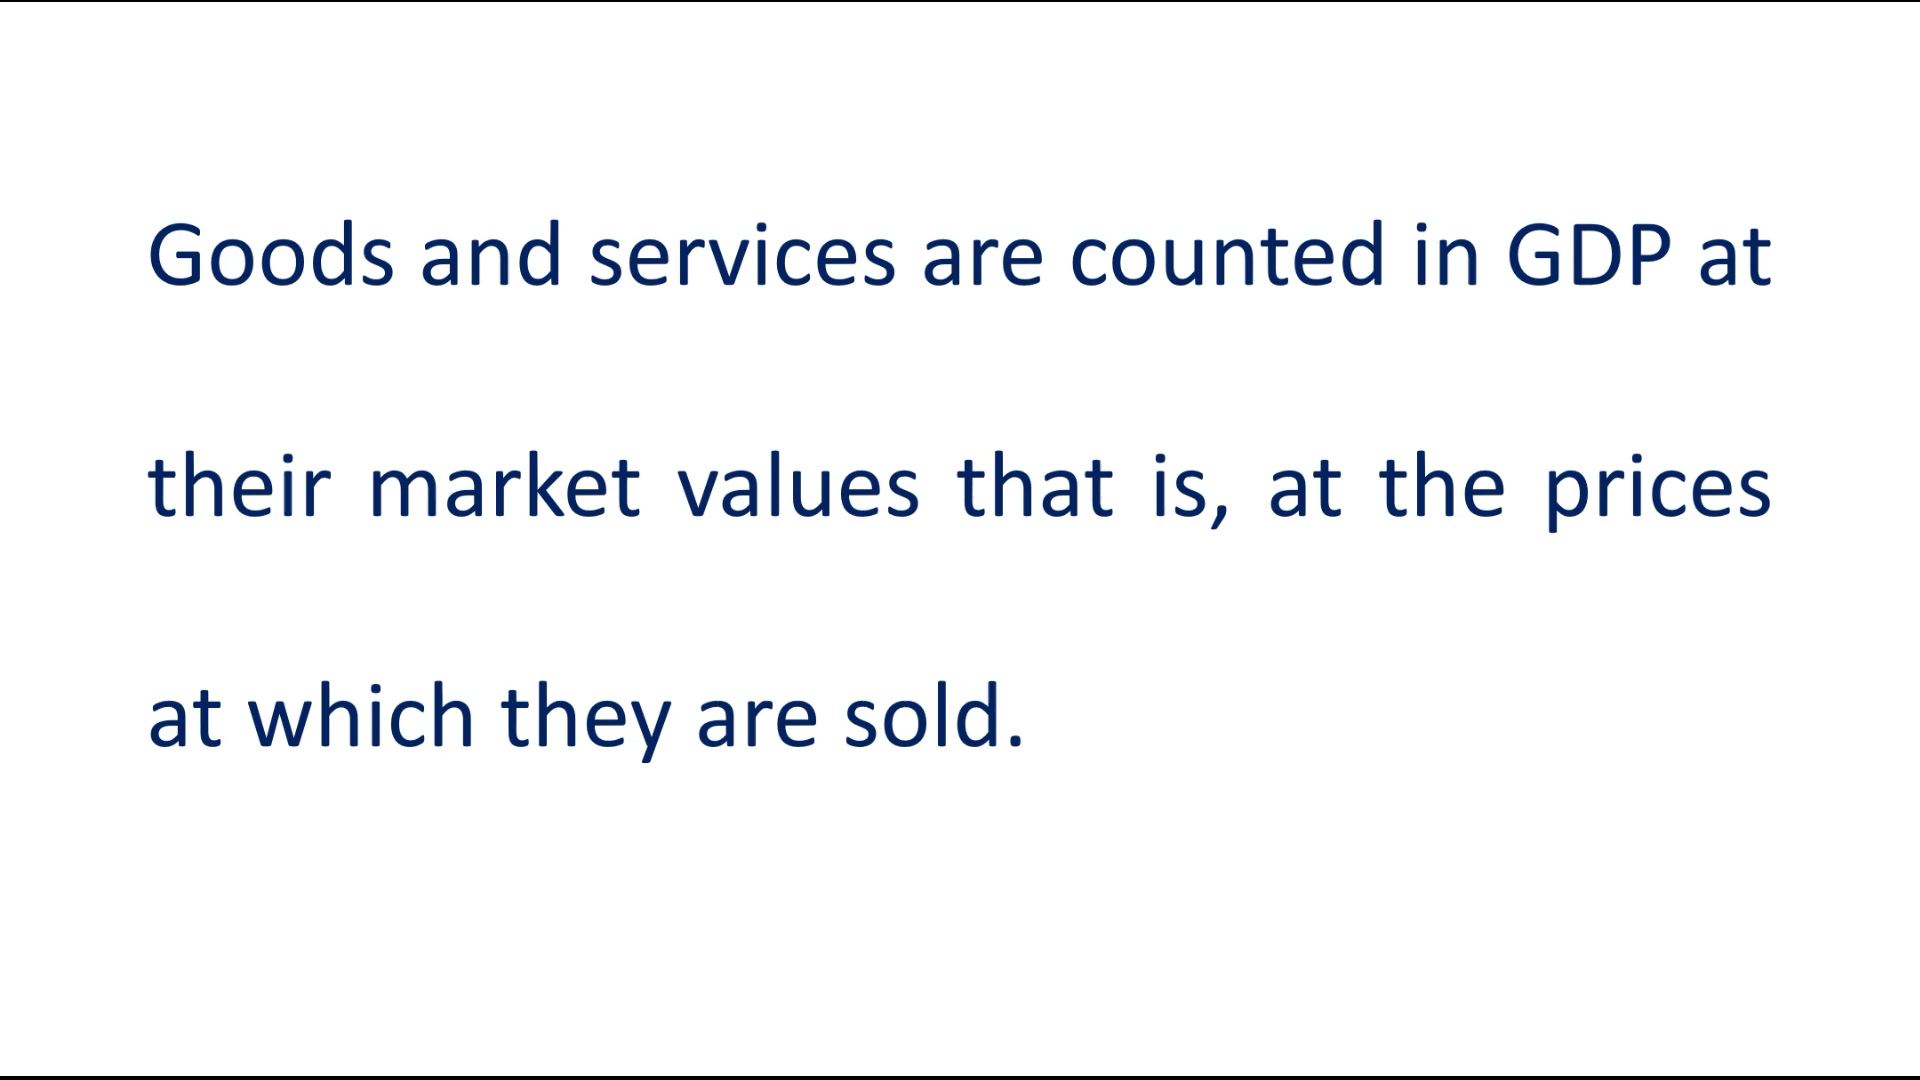 Goods and services are counted in GDP at
their market values that is, at the prices
at which they are sold.